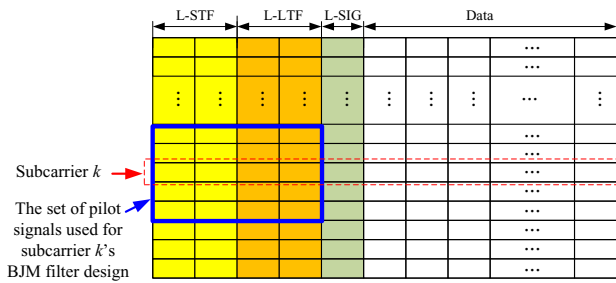 L-STF L-LTF L-SIG Data
...
...
⋮ ⋮ ⋮ ⋮ ⋮ ⋮ ⋮ ⋮ ... ⋮
...
...
Subcarrier k
...
...
The set of pilot
signals used for
subcarrier k's
BJM filter design
...
...
...
...